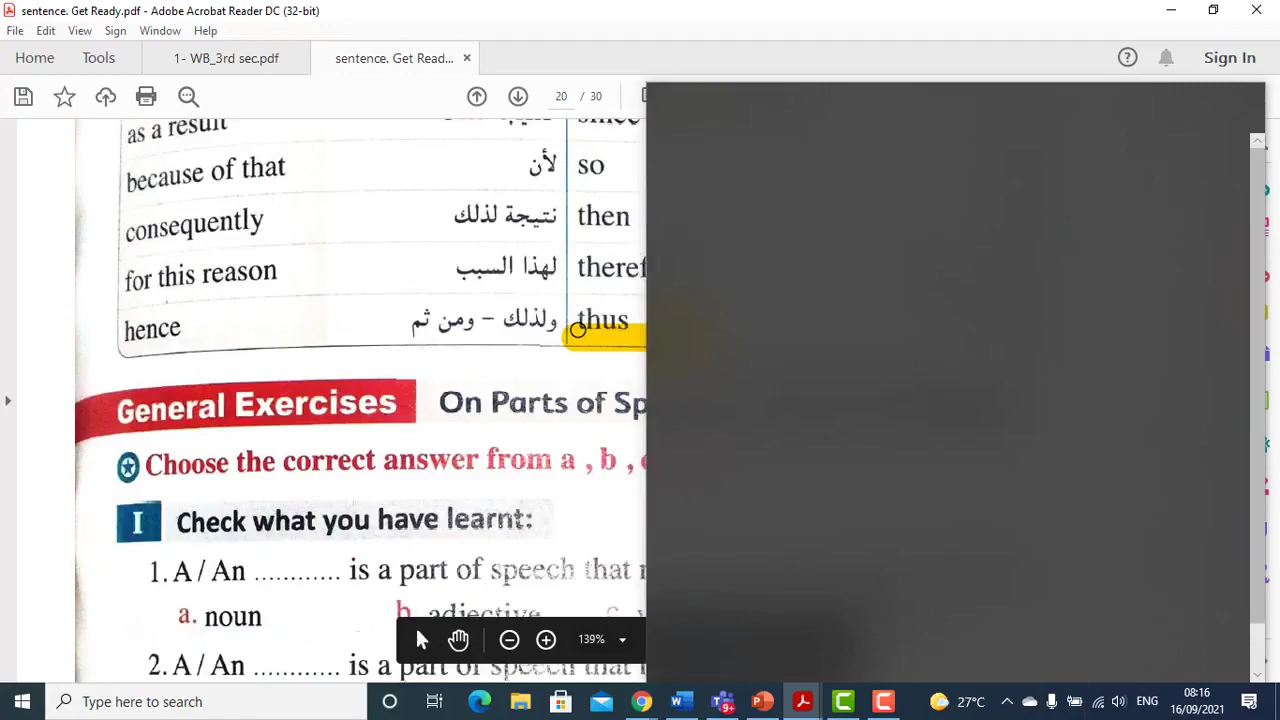 sentence. Get Ready.pdf - Adobe Acrobat Reader DC (32-bit)
File Edit View Sign Window Help
Home Tools 1- WB_3rd sec.pdf sentence. Get Ready... × Sign In
20 / 30
as a result since
because of that لأن so
consequently نتيجة لذلك then
for this reason لهذا السبب theref
hence ولذلك – ومن ثم thus
General Exercises On Parts of Sp
Choose the correct answer from a , b ,
I Check what you have learnt:
1. A / An ............ is a part of speech that
a. noun b. adjective c.
139%
2. A / An ............ is a part of speech that
Type here to search
27°C ENG 08:16
16/09/2021